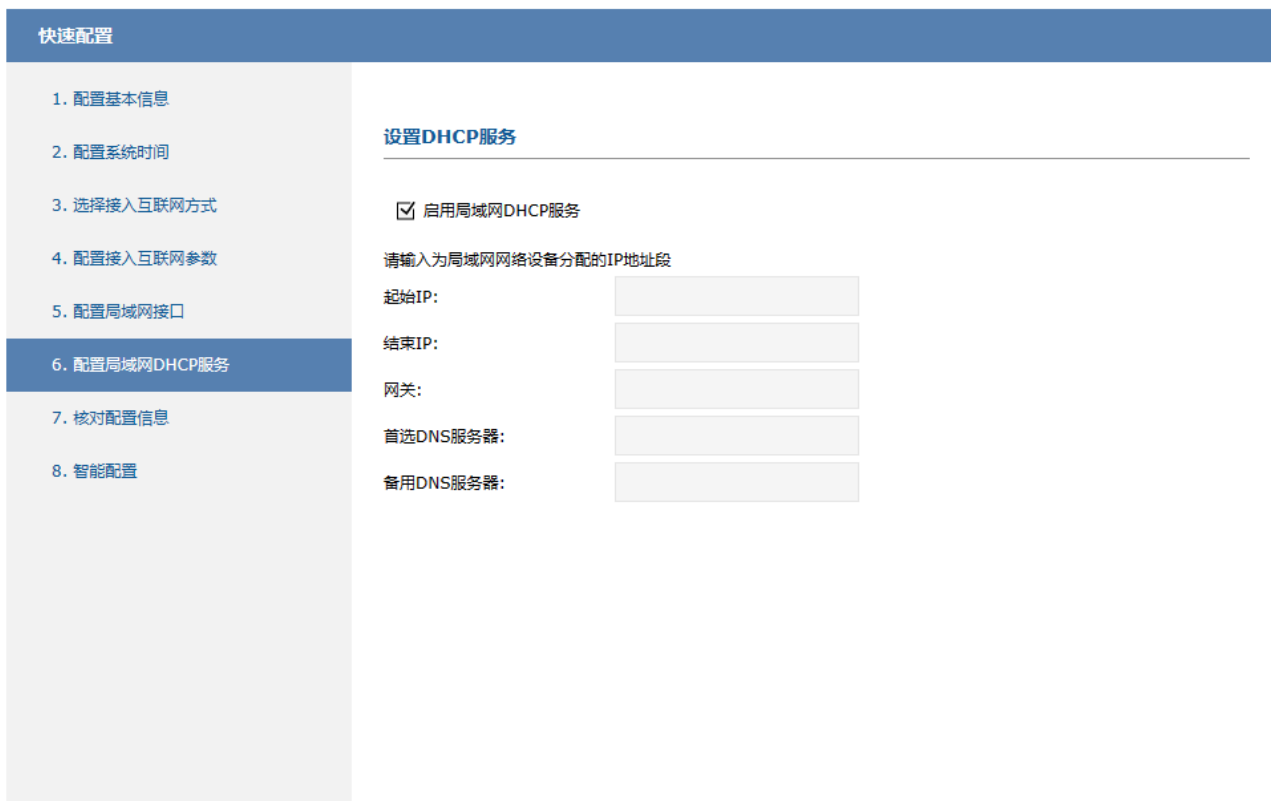 快速配置
1. 配置基本信息
2. 配置系统时间
3. 选择接入互联网方式
4. 配置接入互联网参数
5. 配置局域网接口
6. 配置局域网DHCP服务
7. 核对配置信息
8. 智能配置
设置DHCP服务
启用局域网DHCP服务
请输入为局域网网络设备分配的IP地址段
起始IP:
结束IP:
网关:
首选DNS服务器:
备用DNS服务器: